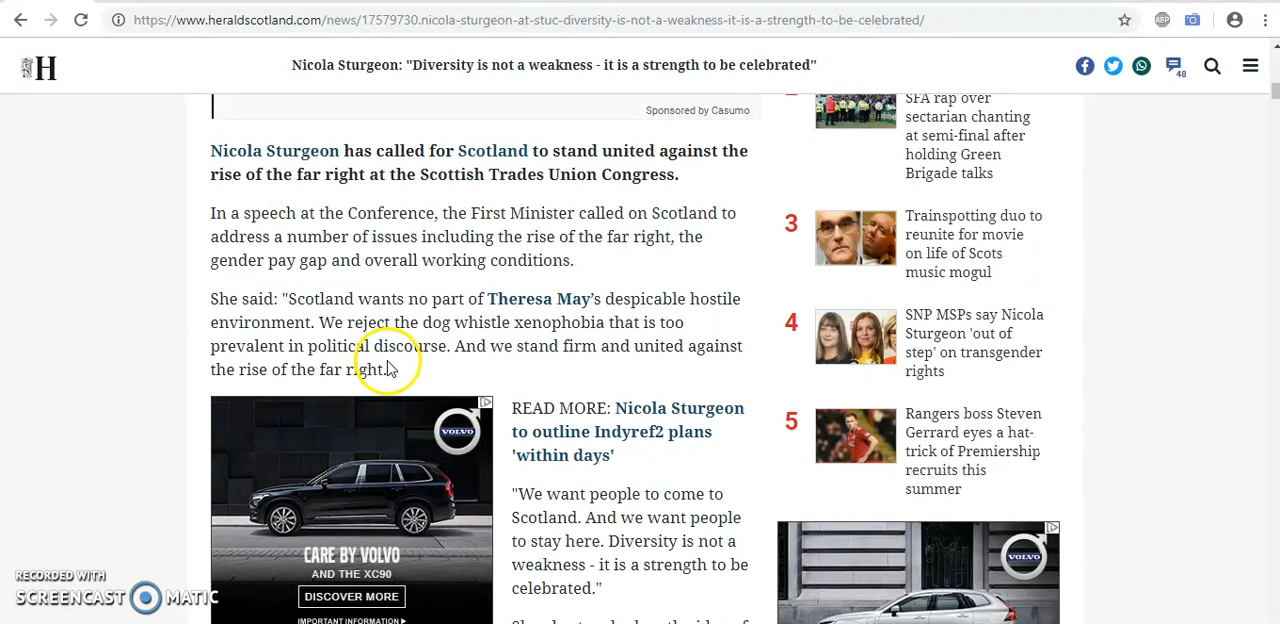 https://www.heraldscotland.com/news/17579730.nicola-sturgeon-at-stuc-diversity-is-not-a-weakness-it-is-a-strength-to-be-celebrated/
ABP
H
Nicola Sturgeon: "Diversity is not a weakness - it is a strength to be celebrated"
48
Sponsored by Casumo
Nicola Sturgeon has called for Scotland to stand united against the
rise of the far right at the Scottish Trades Union Congress.
In a speech at the Conference, the First Minister called on Scotland to
address a number of issues including the rise of the far right, the
gender pay gap and overall working conditions.
She said: "Scotland wants no part of Theresa May's despicable hostile
environment. We reject the dog whistle xenophobia that is too
prevalent in political discourse. And we stand firm and united against
the rise of the far right.
VOLVO
CARE BY VOLVO
AND THE XC90
DISCOVER MORE
IMPORTANT INFORMATION
READ MORE: Nicola Sturgeon
to outline Indyref2 plans
'within days'
"We want people to come to
Scotland. And we want people
to stay here. Diversity is not a
weakness - it is a strength to be
celebrated."
SFA rap over
sectarian chanting
at semi-final after
holding Green
Brigade talks
3
Trainspotting duo to
reunite for movie
on life of Scots
music mogul
4
SNP MSPs say Nicola
Sturgeon 'out of
step' on transgender
rights
5
Rangers boss Steven
Gerrard eyes a hat-
trick of Premiership
recruits this
summer
VOLVO
RECORDED WITH
SCREENCAST MATIC